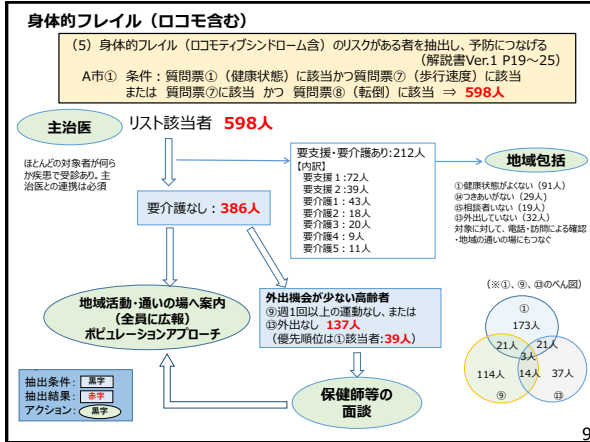 身体的フレイル（ロコモ含む）
（5）身体的フレイル（ロコモティブシンドローム含）のリスクがある者を抽出し、予防につなげる
（解説書Ver.1 P19～25）
A市① 条件：質問票①（健康状態）に該当かつ質問票⑦（歩行速度）に該当
または 質問票⑦に該当 かつ 質問票⑧（転倒）に該当 ⇒ 598人
主治医
リスト該当者 598人
ほとんどの対象者が何ら
か疾患で受診あり。主
治医との連携は必須
要支援・要介護あり:212人
【内訳】
要支援1:72人
要支援2:39人
要介護1:43人
要介護2:18人
要介護3:20人
要介護4:9人
要介護5:11人
地域包括
①健康状態がよくない（91人）
⑭つきあいがない（29人）
⑮相談者いない（19人）
⑬外出していない（32人）
対象に対して、電話・訪問による確認
・地域の通いの場にもつなぐ
要介護なし：386人
地域活動・通いの場へ案内
（全員に広報）
ポピュレーションアプローチ
外出機会が少ない高齢者
⑨週1回以上の運動なし、または
⑬外出なし 137人
（優先順位は①該当者:39人）
保健師等の
面談
（※①、⑨、⑬のべん図）
①
173人
21人
21人
3人
114人
14人
37人
⑨
⑬
抽出条件： 黒字
抽出結果： 赤字
アクション： 黒字
9